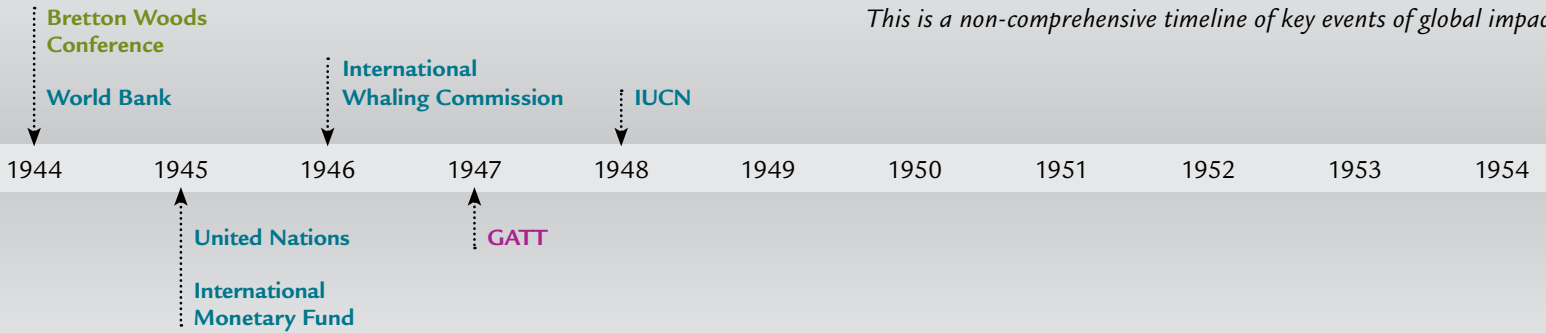 Bretton Woods
Conference
This is a non-comprehensive timeline of key events of global
International
World Bank
Whaling Commission
IUCN
1944 1945 1946 1947 1948 1949 1950 1951 1952 1953 1954
United Nations
GATT
International
Monetary Fund